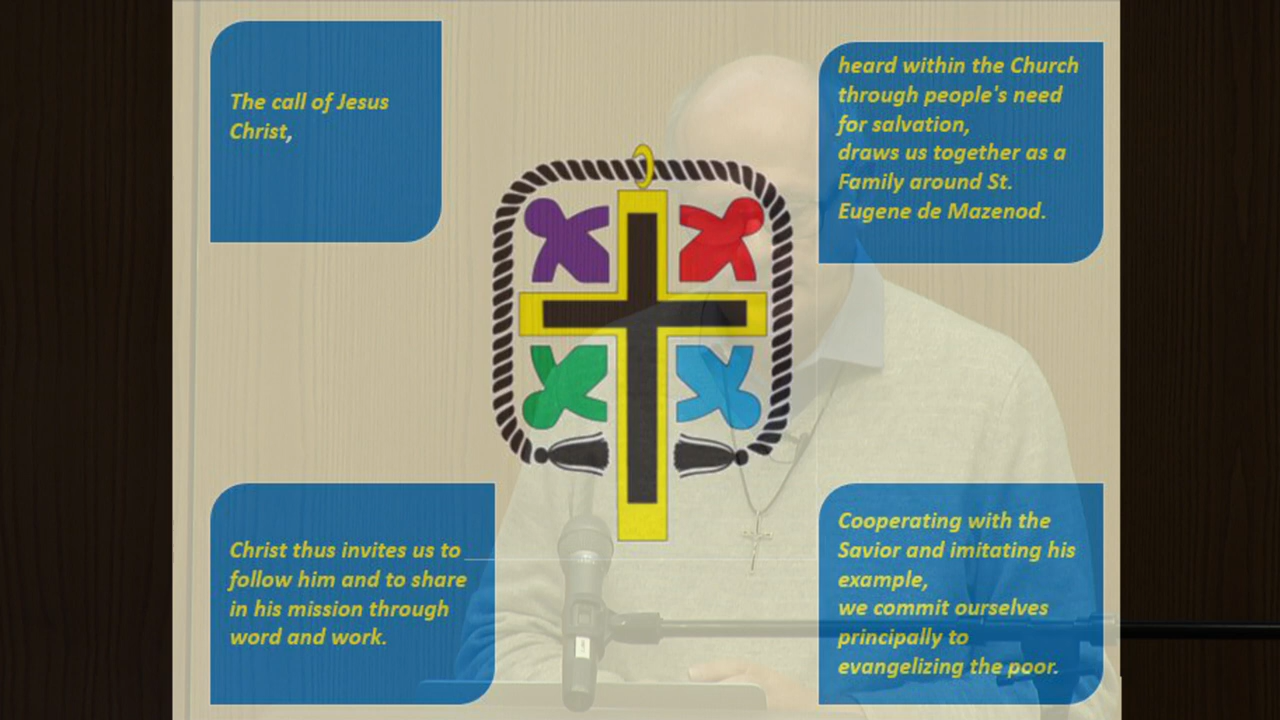 The call of Jesus
Christ,
heard within the Church
through people's need
for salvation,
draws us together as a
Family around St.
Eugene de Mazenod.
Christ thus invites us to
follow him and to share
in his mission through
word and work.
Cooperating with the
Savior and imitating his
example,
we commit ourselves
principally to
evangelizing the poor.